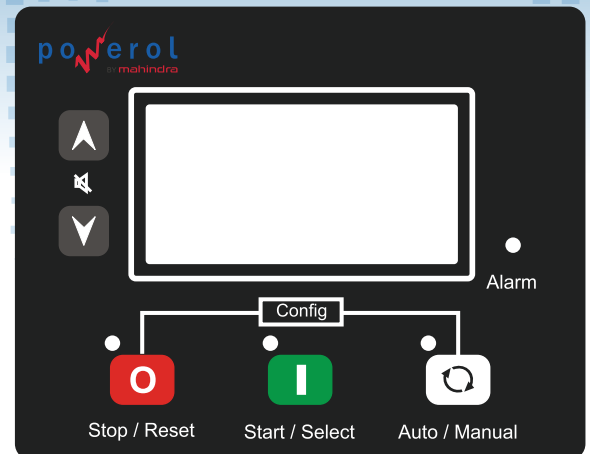 powerol
BY mahindra
Alarm
Config
O
I
Stop / Reset
Start / Select
Auto / Manual